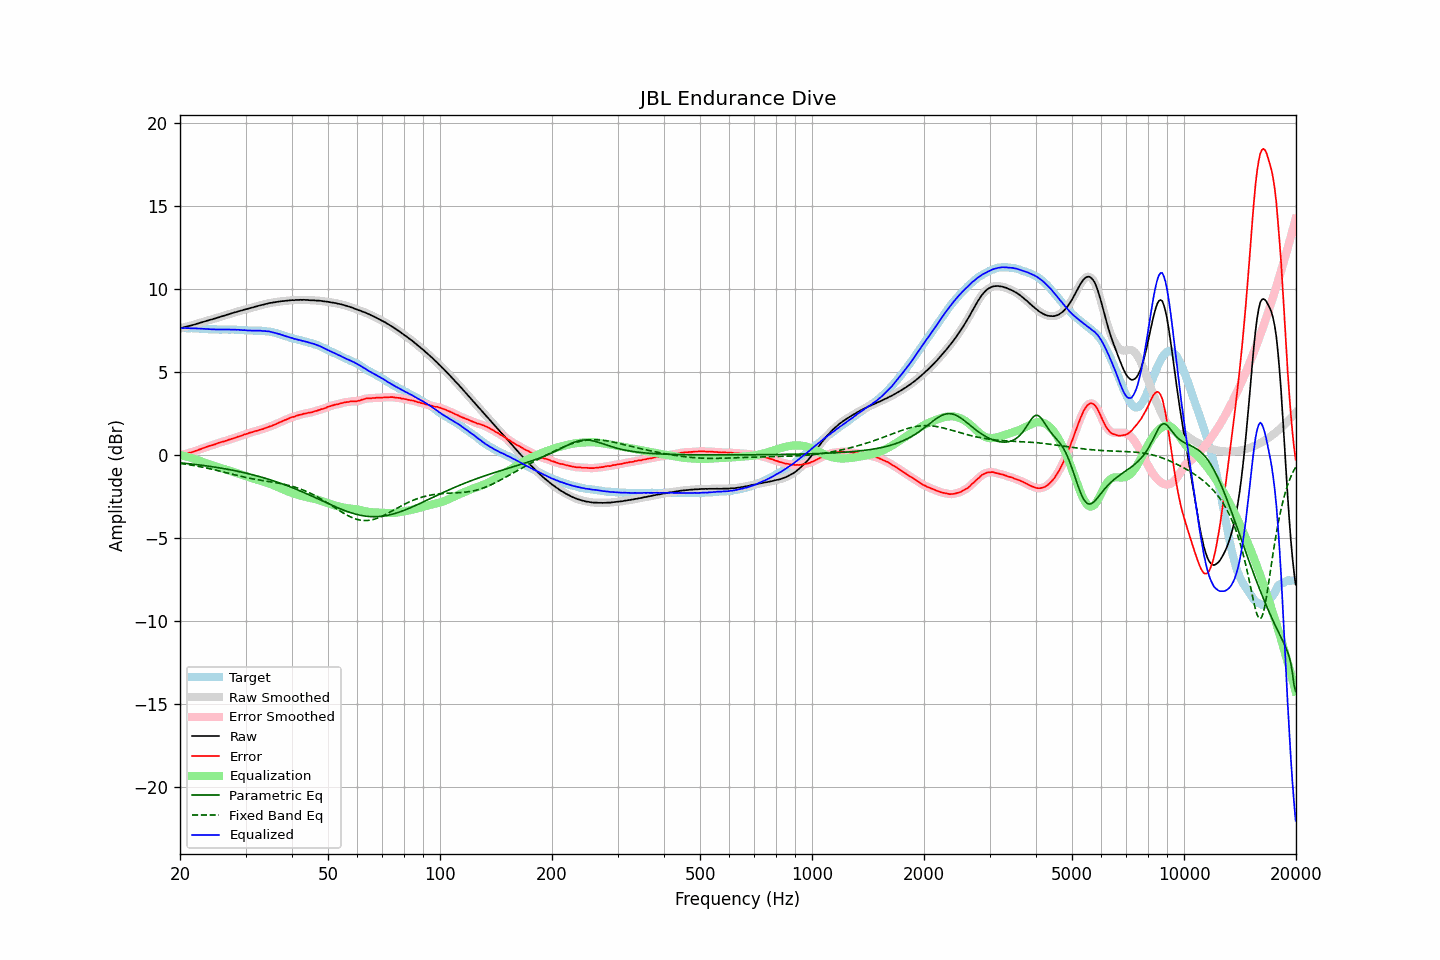 JBL Endurance Dive
20
15
10
5
0
−5
−10
−15
−20
Amplitude (dBr)
Target
Raw Smoothed
Error Smoothed
Raw
Error
Equalization
Parametric Eq
Fixed Band Eq
Equalized
20 50 100 200 500 1000 2000 5000 10000 20000
Frequency (Hz)